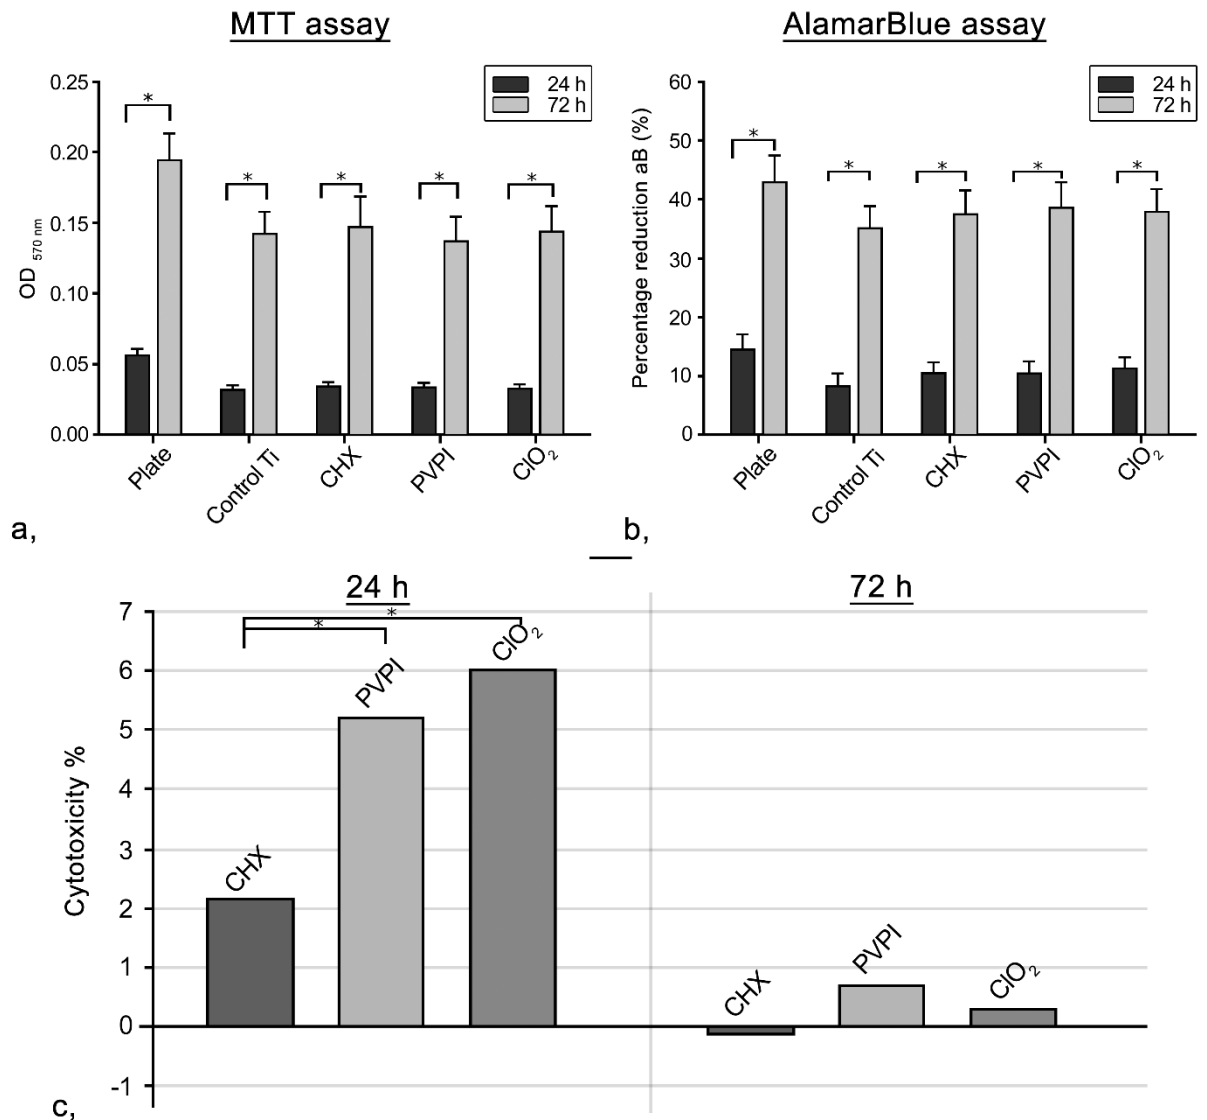 MTT assay
0.25
0.20
0.15
0.10
0.05
0.00
OD 570 nm
24 h
72 h
*
*
*
*
*
Plate
Control Ti
CHX
PVPI
ClO2
a,
AlamarBlue assay
60
50
40
30
20
10
0
Percentage reduction aB (%)
24 h
72 h
*
*
*
*
*
Plate
Control Ti
CHX
PVPI
ClO2
b,
24 h
72 h
7
6
5
4
3
2
1
0
-1
Cytotoxicity %
*
*
CHX
PVPI
ClO2
CHX
PVPI
ClO2
c,